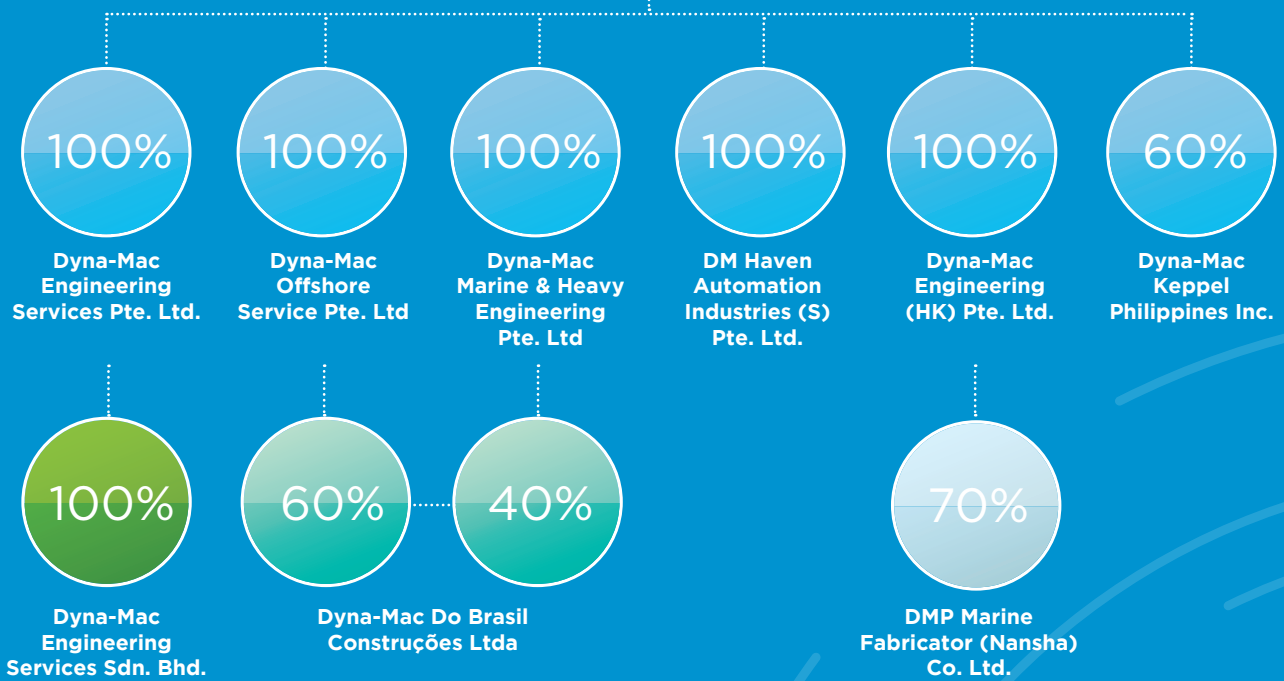 100%
100%
100%
100%
100%
60%
Dyna-Mac
Engineering
Services Pte. Ltd.
Dyna-Mac
Offshore
Service Pte. Ltd
Dyna-Mac
Marine & Heavy
Engineering
Pte. Ltd
DM Haven
Automation
Industries (S)
Pte. Ltd.
Dyna-Mac
Engineering
(HK) Pte. Ltd.
Dyna-Mac
Keppel
Philippines Inc.
100%
60%
40%
70%
Dyna-Mac
Engineering
Services Sdn. Bhd.
Dyna-Mac Do Brasil
Construções Ltda
DMP Marine
Fabricator (Nansha)
Co. Ltd.